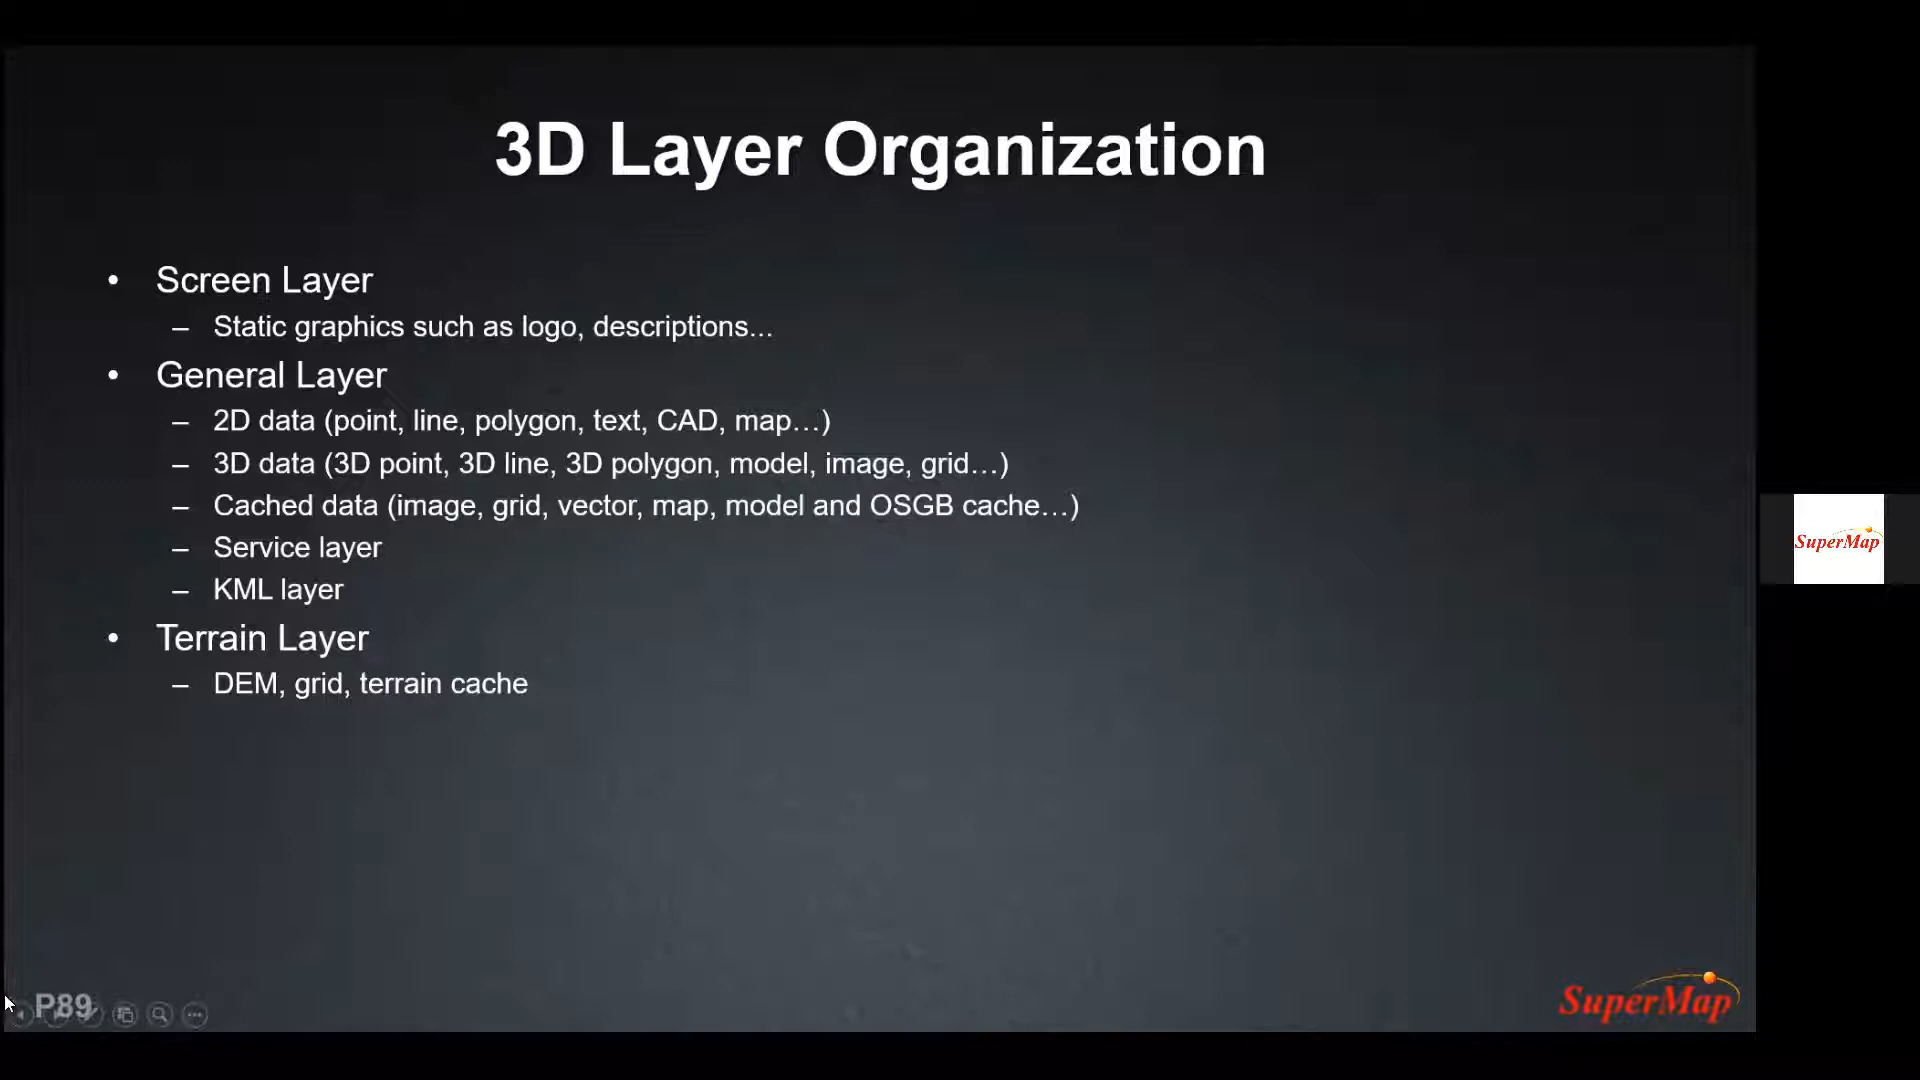 3D Layer Organization
• Screen Layer
– Static graphics such as logo, descriptions...
• General Layer
– 2D data (point, line, polygon, text, CAD, map…)
– 3D data (3D point, 3D line, 3D polygon, model, image, grid…)
– Cached data (image, grid, vector, map, model and OSGB cache…)
– Service layer
– KML layer
• Terrain Layer
– DEM, grid, terrain cache
SuperMap
P89
SuperMap